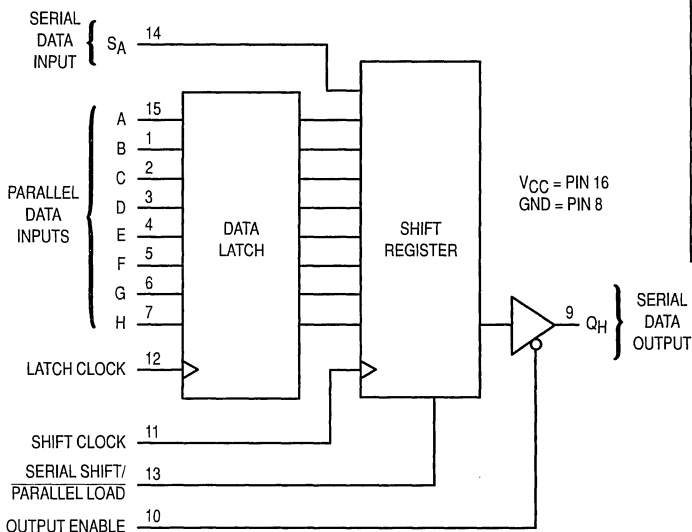 SERIAL
DATA
INPUT
SA 14
A 15
B 1
C 2
D 3
E 4
F 5
G 6
H 7
PARALLEL
DATA
INPUTS
DATA
LATCH
SHIFT
REGISTER
VCC = PIN 16
GND = PIN 8
9 QH
SERIAL
DATA
OUTPUT
LATCH CLOCK 12
SHIFT CLOCK 11
SERIAL SHIFT/
PARALLEL LOAD 13
OUTPUT ENABLE 10